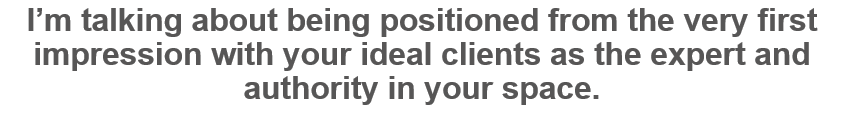 I’m talking about being positioned from the very first
impression with your ideal clients as the expert and
authority in your space.